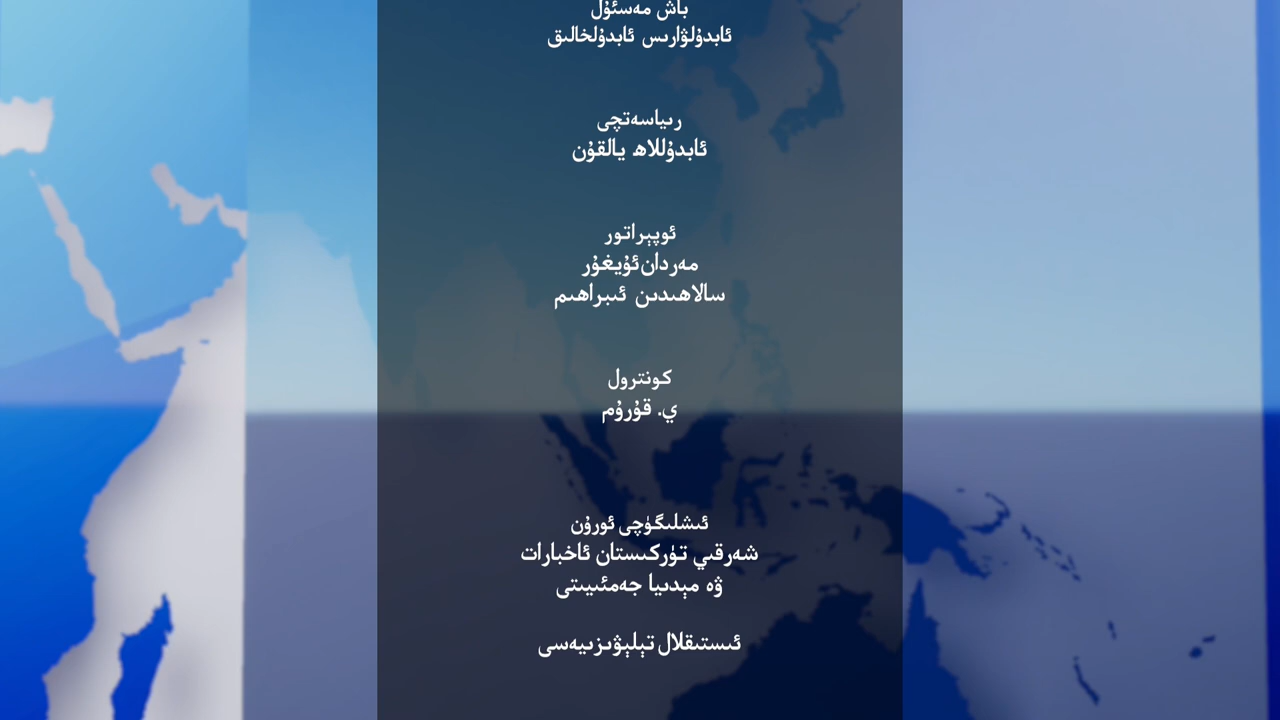 باش مەسئۇل
ئابدۇلۋارىس ئابدۇلخالىق
رىياسەتچى
ئابدۇللاھ يالقۇن
ئوپېراتور
مەردان ئۇيغۇر
سالاھىدىن ئىبراھىم
كونترول
ي. قۇرۇم
ئىشلىگۈچى ئورۇن
شەرقىي تۈركىستان ئاخبارات
ۋە مېدىيا جەمئىيىتى
ئىستىقلال تېلېۋىزىيەسى